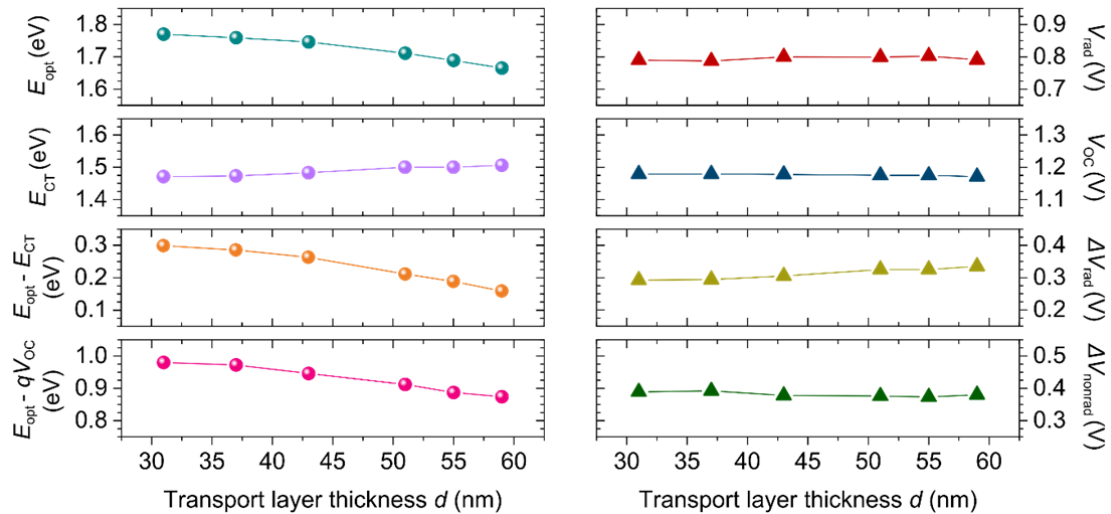 1.8
1.7
1.6
E_opt (eV)
0.9
0.8
0.7
V_rad (V)
1.6
1.5
1.4
E_CT (eV)
1.3
1.2
1.1
V_OC (V)
0.3
0.2
0.1
E_opt - E_CT
(eV)
0.4
0.3
0.2
ΔV_rad (V)
1.0
0.9
0.8
E_opt - qV_OC
(eV)
0.5
0.4
0.3
ΔV_nonrad (V)
30 35 40 45 50 55 60
Transport layer thickness d (nm)
30 35 40 45 50 55 60
Transport layer thickness d (nm)